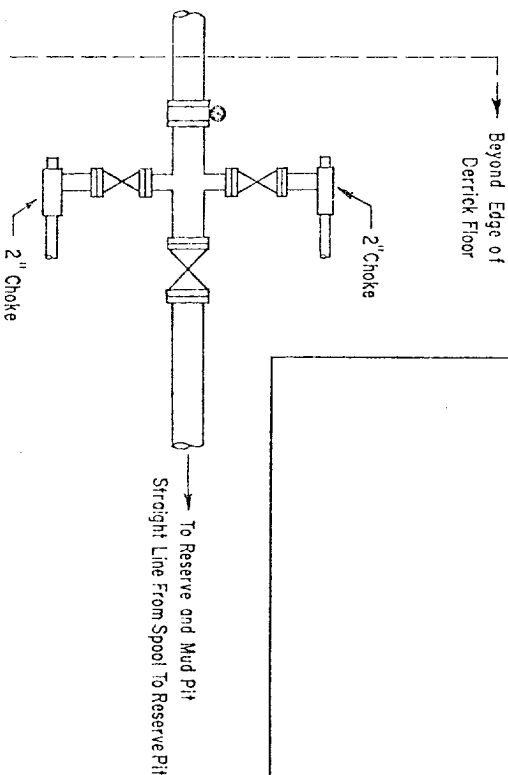 Beyond Edge of
Derrick Floor
2" Choke
2" Choke
To Reserve and Mud Pit
Straight Line From Spool To Reserve Pit